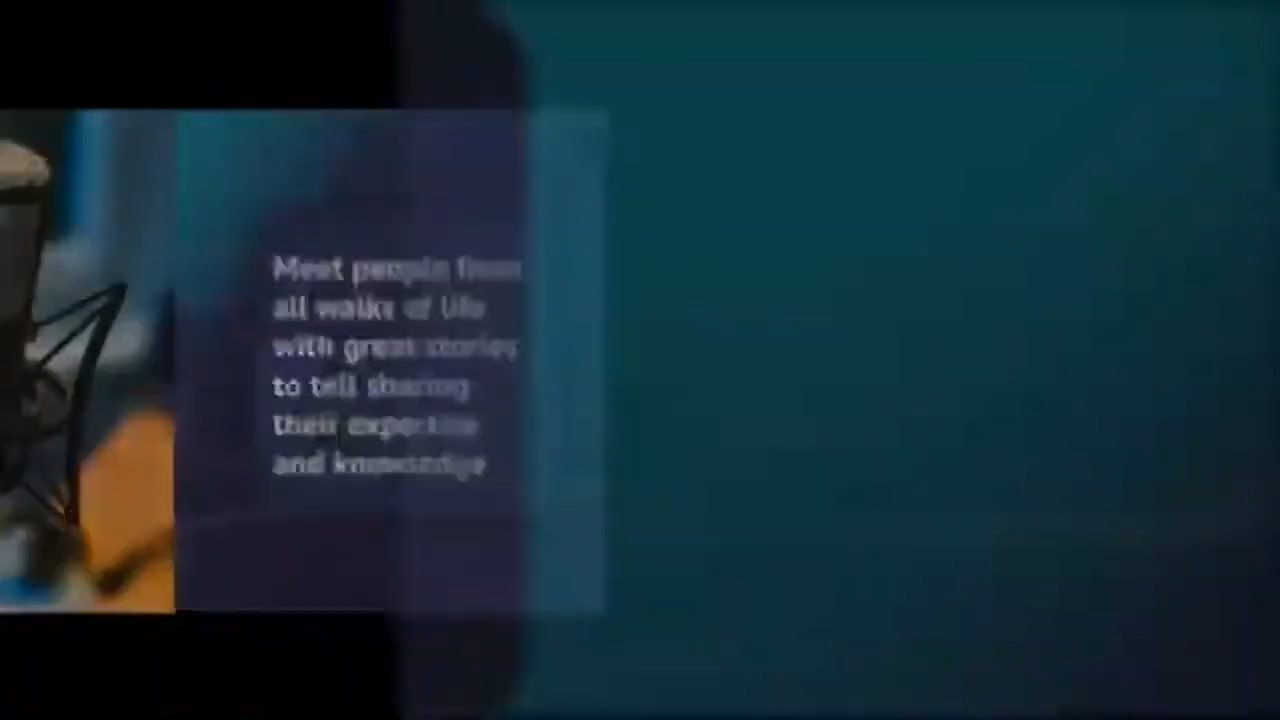 Meet people from
all walks of life
with great stories
to tell sharing
their expertise
and knowledge